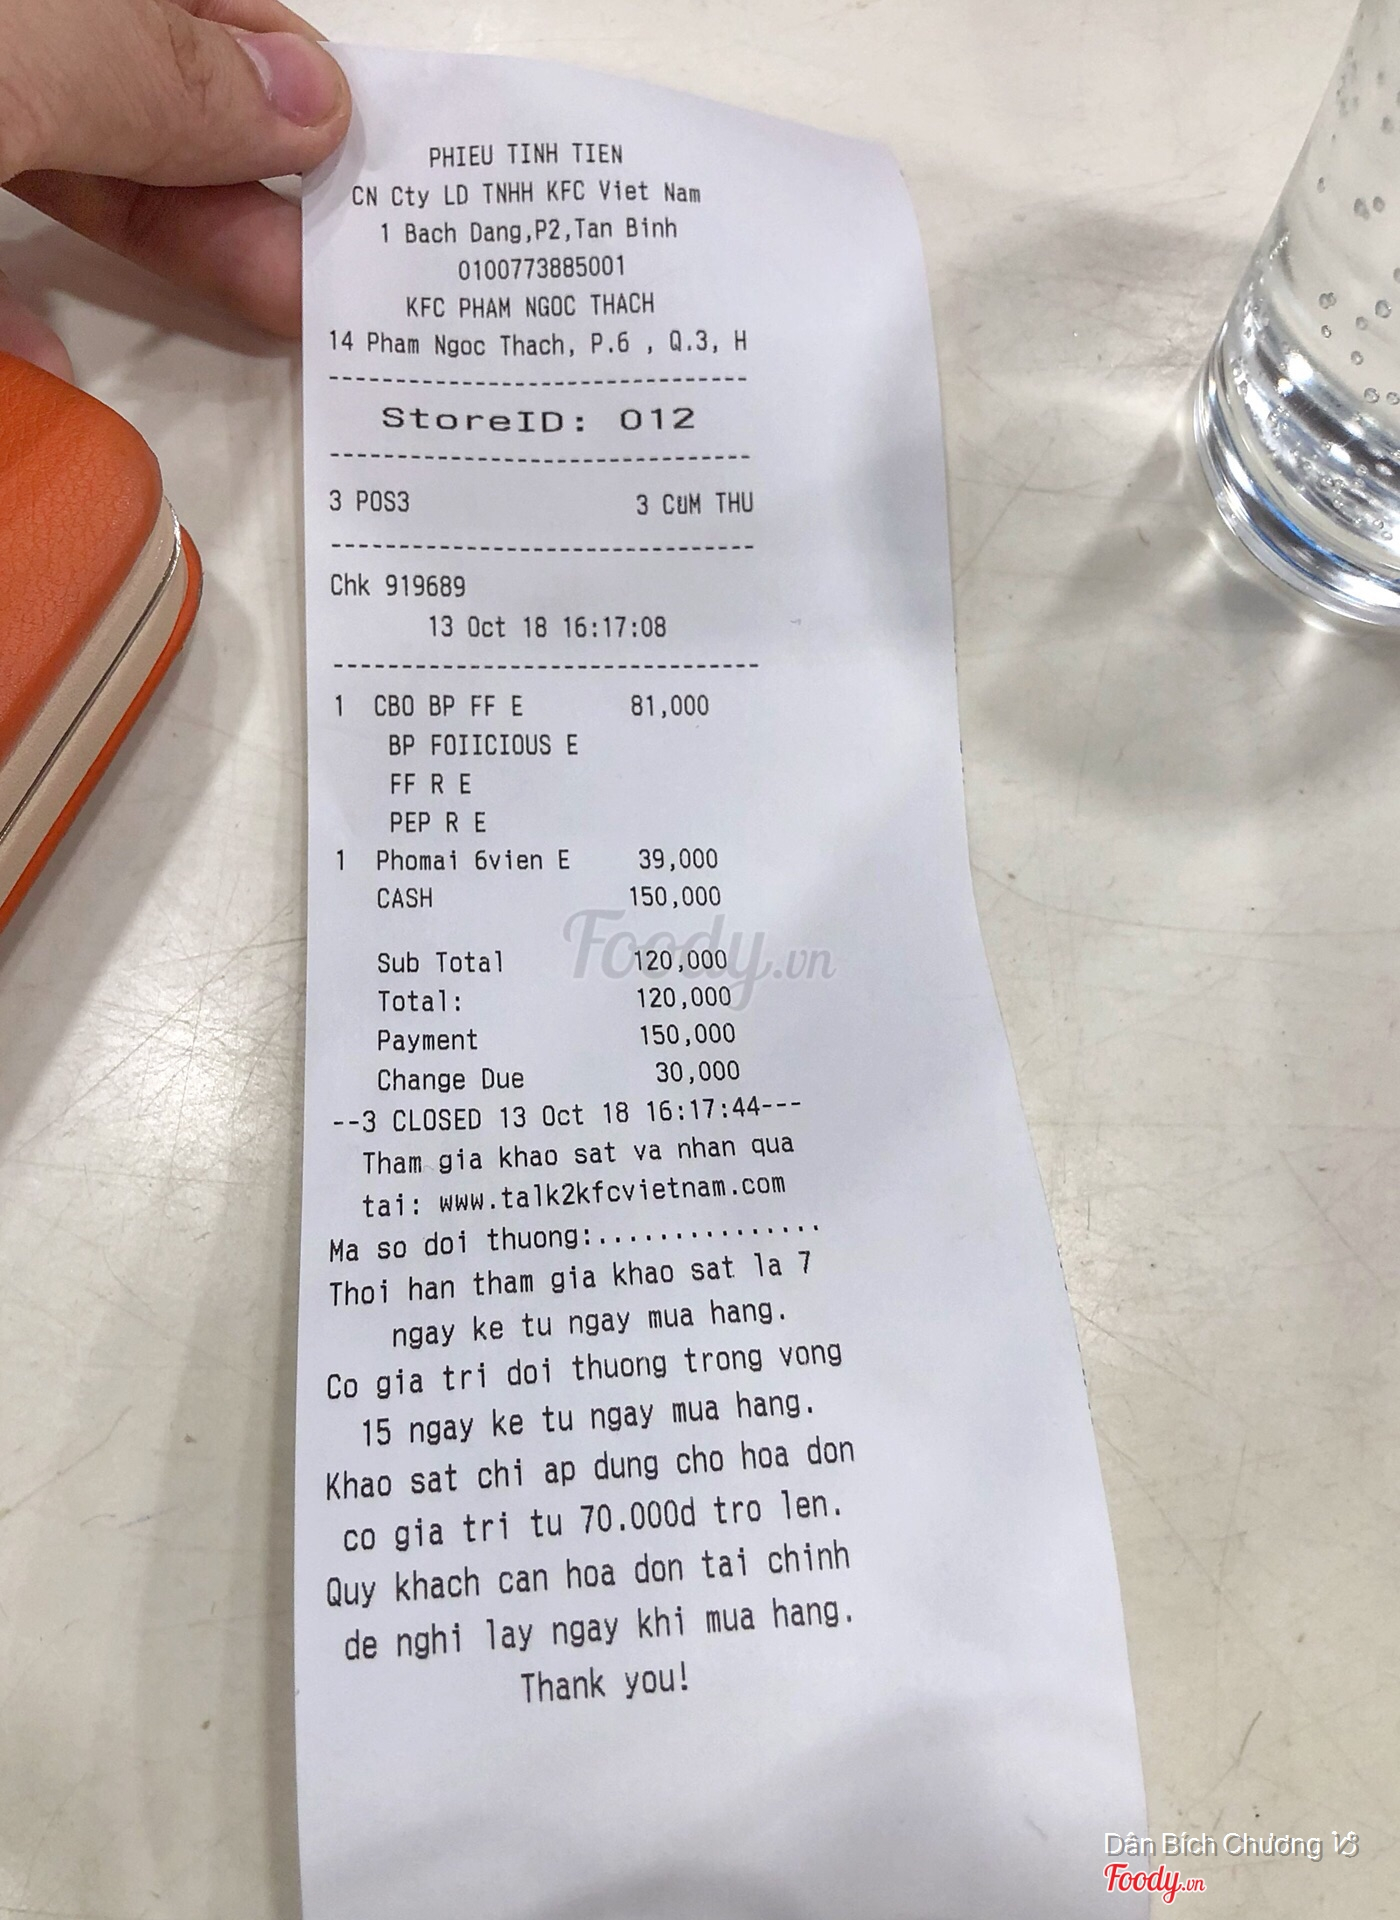 PHIEU TINH TIEN
CN Cty LD TNHH KFC Viet Nam
1 Bach Dang,P2,Tan Binh
0100773885001
KFC PHAM NGOC THACH
14 Pham Ngoc Thach, P.6 , Q.3, H
--------------------------------
StoreID: 012
--------------------------------
3 POS3 3 CUM THU
--------------------------------
Chk 919689
13 Oct 18 16:17:08
--------------------------------
1 CBO BP FF E 81,000
BP FOIICIOUS E
FF R E
PEP R E
1 Phomai 6vien E 39,000
CASH 150,000
Foody.vn
Sub Total 120,000
Total: 120,000
Payment 150,000
Change Due 30,000
--3 CLOSED 13 Oct 18 16:17:44---
Tham gia khao sat va nhan qua
tai: www.talk2kfcvietnam.com
Ma so doi thuong:...............
Thoi han tham gia khao sat la 7
ngay ke tu ngay mua hang.
Co gia tri doi thuong trong vong
15 ngay ke tu ngay mua hang.
Khao sat chi ap dung cho hoa don
co gia tri tu 70.000d tro len.
Quy khach can hoa don tai chinh
de nghi lay ngay khi mua hang.
Thank you!
Dân Bích Chương
Foody.vn